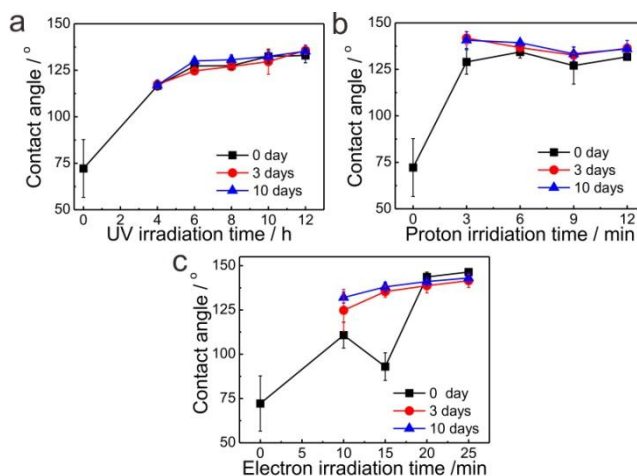 a
Contact angle / °
150
125
100
75
50
0 day
3 days
10 days
0 2 4 6 8 10 12
UV irradiation time / h
b
Contact angle / °
150
125
100
75
50
0 day
3 days
10 days
0 3 6 9 12
Proton irridiation time / min
c
Contact angle / °
150
125
100
75
50
0 day
3 days
10 days
0 5 10 15 20 25
Electron irradiation time /min